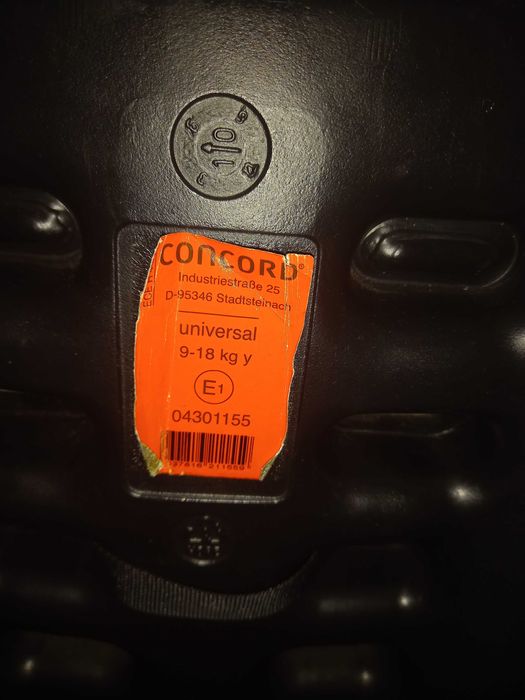 CONCORD®
Industriestraße 25
D-95346 Stadtsteinach
universal
9-18 kg y
E1
04301155